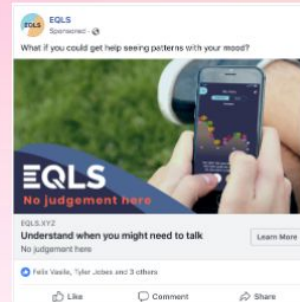 EQLS
EQLS
Sponsored ·
What if you could get help seeing patterns with your mood?
EQLS
No judgement here
EQLS.XYZ
Understand when you might need to talk
Learn More
No judgement here
Felix Vasile, Tyler Jobes and 3 others
Like
Comment
Share